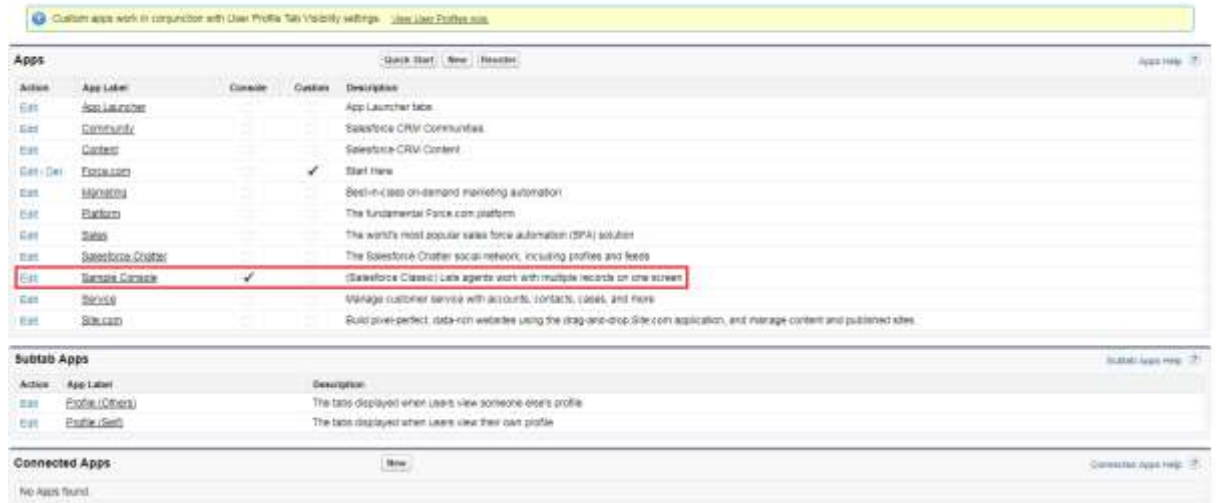 Custom apps work in conjunction with User Profile Tab Visibility settings. View User Profiles now.
Apps Quick Start New Reorder Apps Help ?
Action App Label Console Custom Description
Edit App Launcher App Launcher tabs
Edit Community Salesforce CRM Communities
Edit Content Salesforce CRM Content
Edit | Del Force.com ✓ Start Here
Edit Marketing Best-in-class on-demand marketing automation
Edit Platform The fundamental Force.com platform
Edit Sales The world's most popular sales force automation (SFA) solution
Edit Salesforce Chatter The Salesforce Chatter social network, including profiles and feeds
Edit Sample Console ✓ (Salesforce Classic) Lets agents work with multiple records on one screen
Edit Service Manage customer service with accounts, contacts, cases, and more
Edit Site.com Build pixel-perfect, data-rich websites using the drag-and-drop Site.com application, and manage content and published sites.
Subtab Apps Subtab Apps Help ?
Action App Label Description
Edit Profile (Others) The tabs displayed when users view someone else's profile
Edit Profile (Self) The tabs displayed when users view their own profile
Connected Apps New Connected Apps Help ?
No Apps found.